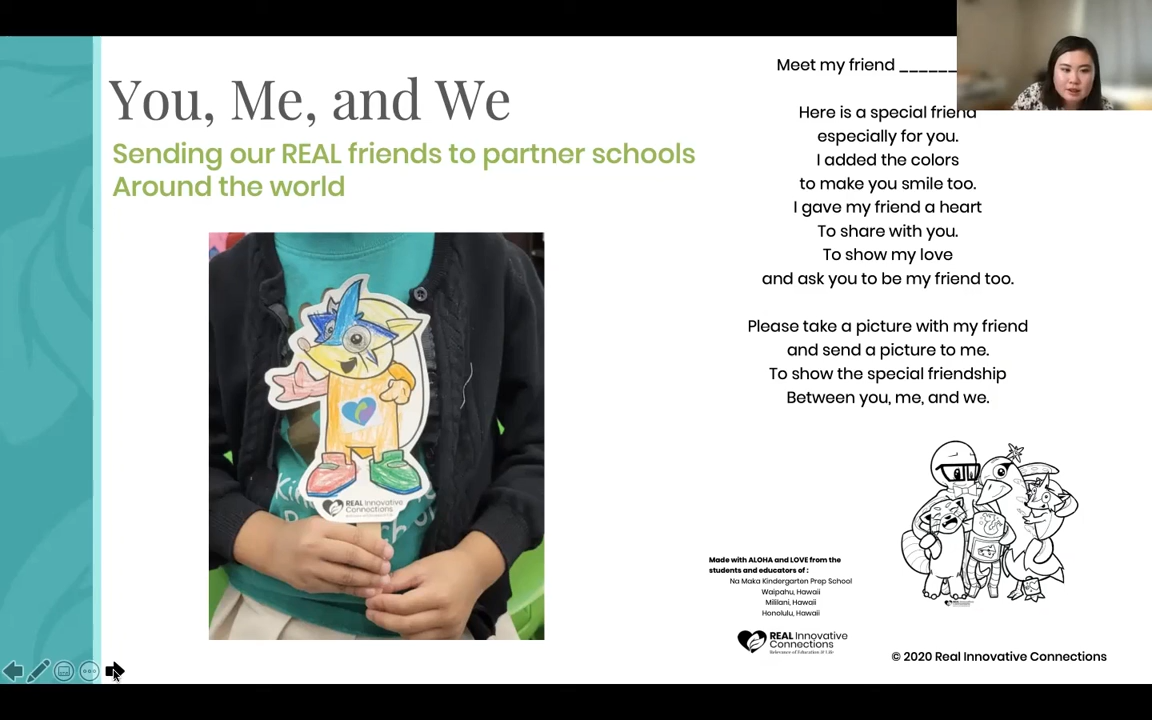 You, Me, and We
Sending our REAL friends to partner schools
Around the world
REAL Innovative
Connections
Meet my friend ______
Here is a special friend
especially for you.
I added the colors
to make you smile too.
I gave my friend a heart
To share with you.
To show my love
and ask you to be my friend too.
Please take a picture with my friend
and send a picture to me.
To show the special friendship
Between you, me, and we.
Made with ALOHA and LOVE from the
students and educators of :
Na Maka Kindergarten Prep School
Waipahu, Hawaii
Mililani, Hawaii
Honolulu, Hawaii
REAL Innovative
Connections
Relevance of Education & Life
© 2020 Real Innovative Connections